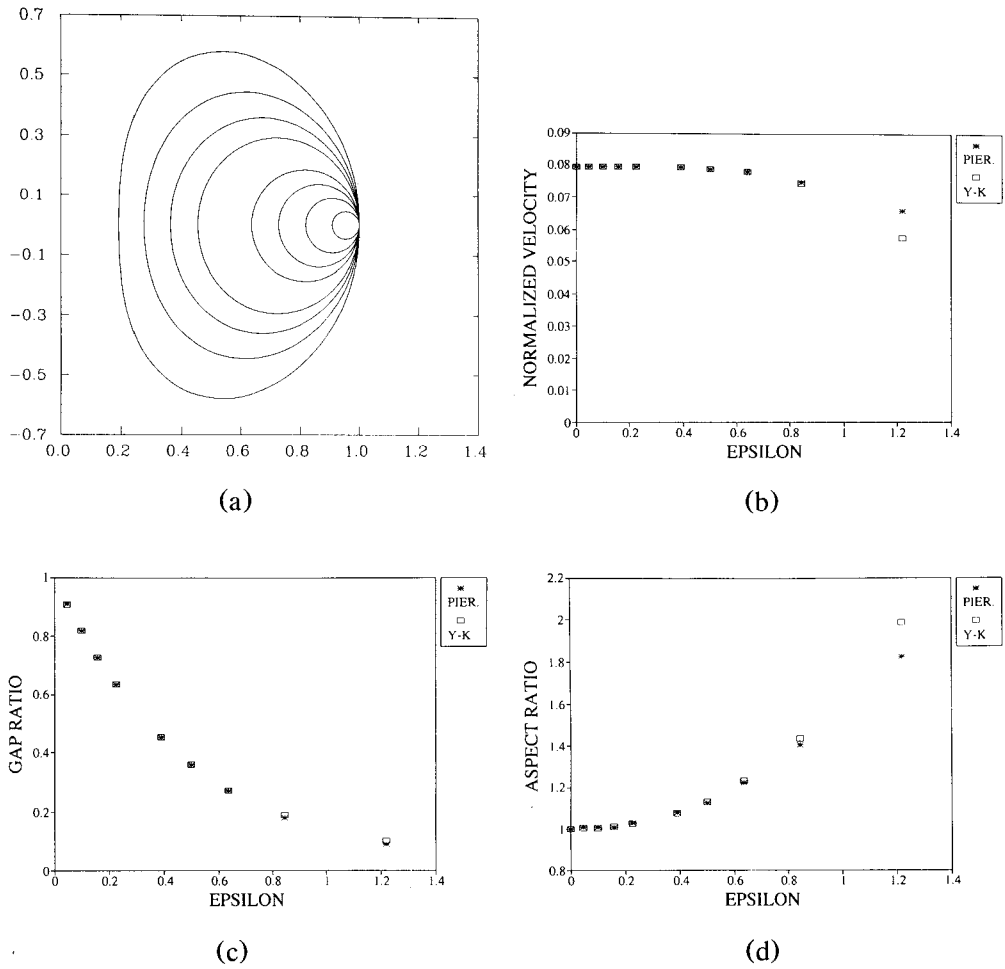 0.7
0.5
0.3
0.1
−0.1
−0.3
−0.5
−0.7
0.0 0.2 0.4 0.6 0.8 1.0 1.2 1.4
(a)
0.09
0.08
0.07
0.06
0.05
0.04
0.03
0.02
0.01
0
0 0.2 0.4 0.6 0.8 1 1.2 1.4
NORMALIZED VELOCITY
EPSILON
PIER.
Y-K
(b)
1
0.8
0.6
0.4
0.2
0
0 0.2 0.4 0.6 0.8 1 1.2 1.4
GAP RATIO
EPSILON
PIER.
Y-K
(c)
2.2
2
1.8
1.6
1.4
1.2
1
0.8
0 0.2 0.4 0.6 0.8 1 1.2 1.4
ASPECT RATIO
EPSILON
PIER.
Y-K
(d)